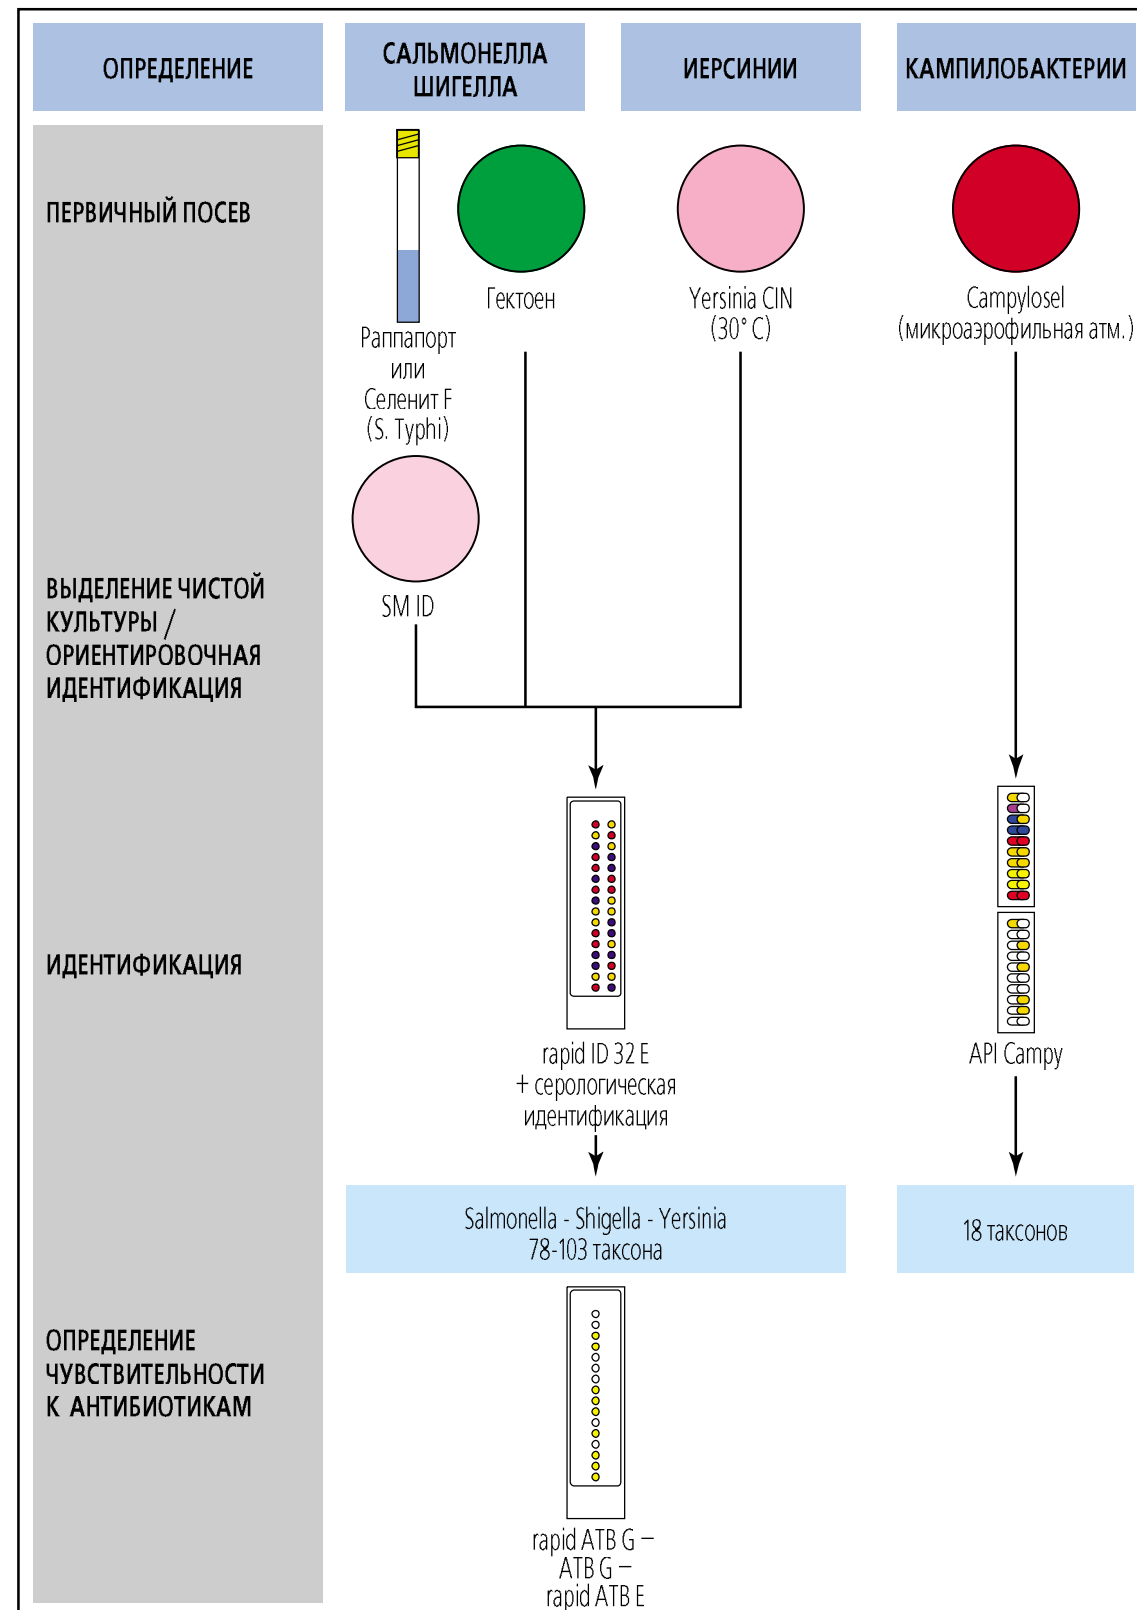 ОПРЕДЕЛЕНИЕ
САЛЬМОНЕЛЛА
ШИГЕЛЛА
ИЕРСИНИИ
КАМПИЛОБАКТЕРИИ
ПЕРВИЧНЫЙ ПОСЕВ
Раппапорт
или
Селенит F
(S. Typhi)
Гектоен
Yersinia CIN
(30° C)
Campylosel
(микроаэрофильная атм.)
SM ID
ВЫДЕЛЕНИЕ ЧИСТОЙ
КУЛЬТУРЫ /
ОРИЕНТИРОВОЧНАЯ
ИДЕНТИФИКАЦИЯ
ИДЕНТИФИКАЦИЯ
rapid ID 32 E
+ серологическая
идентификация
API Campy
Salmonella - Shigella - Yersinia
78-103 таксона
18 таксонов
ОПРЕДЕЛЕНИЕ
ЧУВСТВИТЕЛЬНОСТИ
К АНТИБИОТИКАМ
rapid ATB G –
ATB G –
rapid ATB E